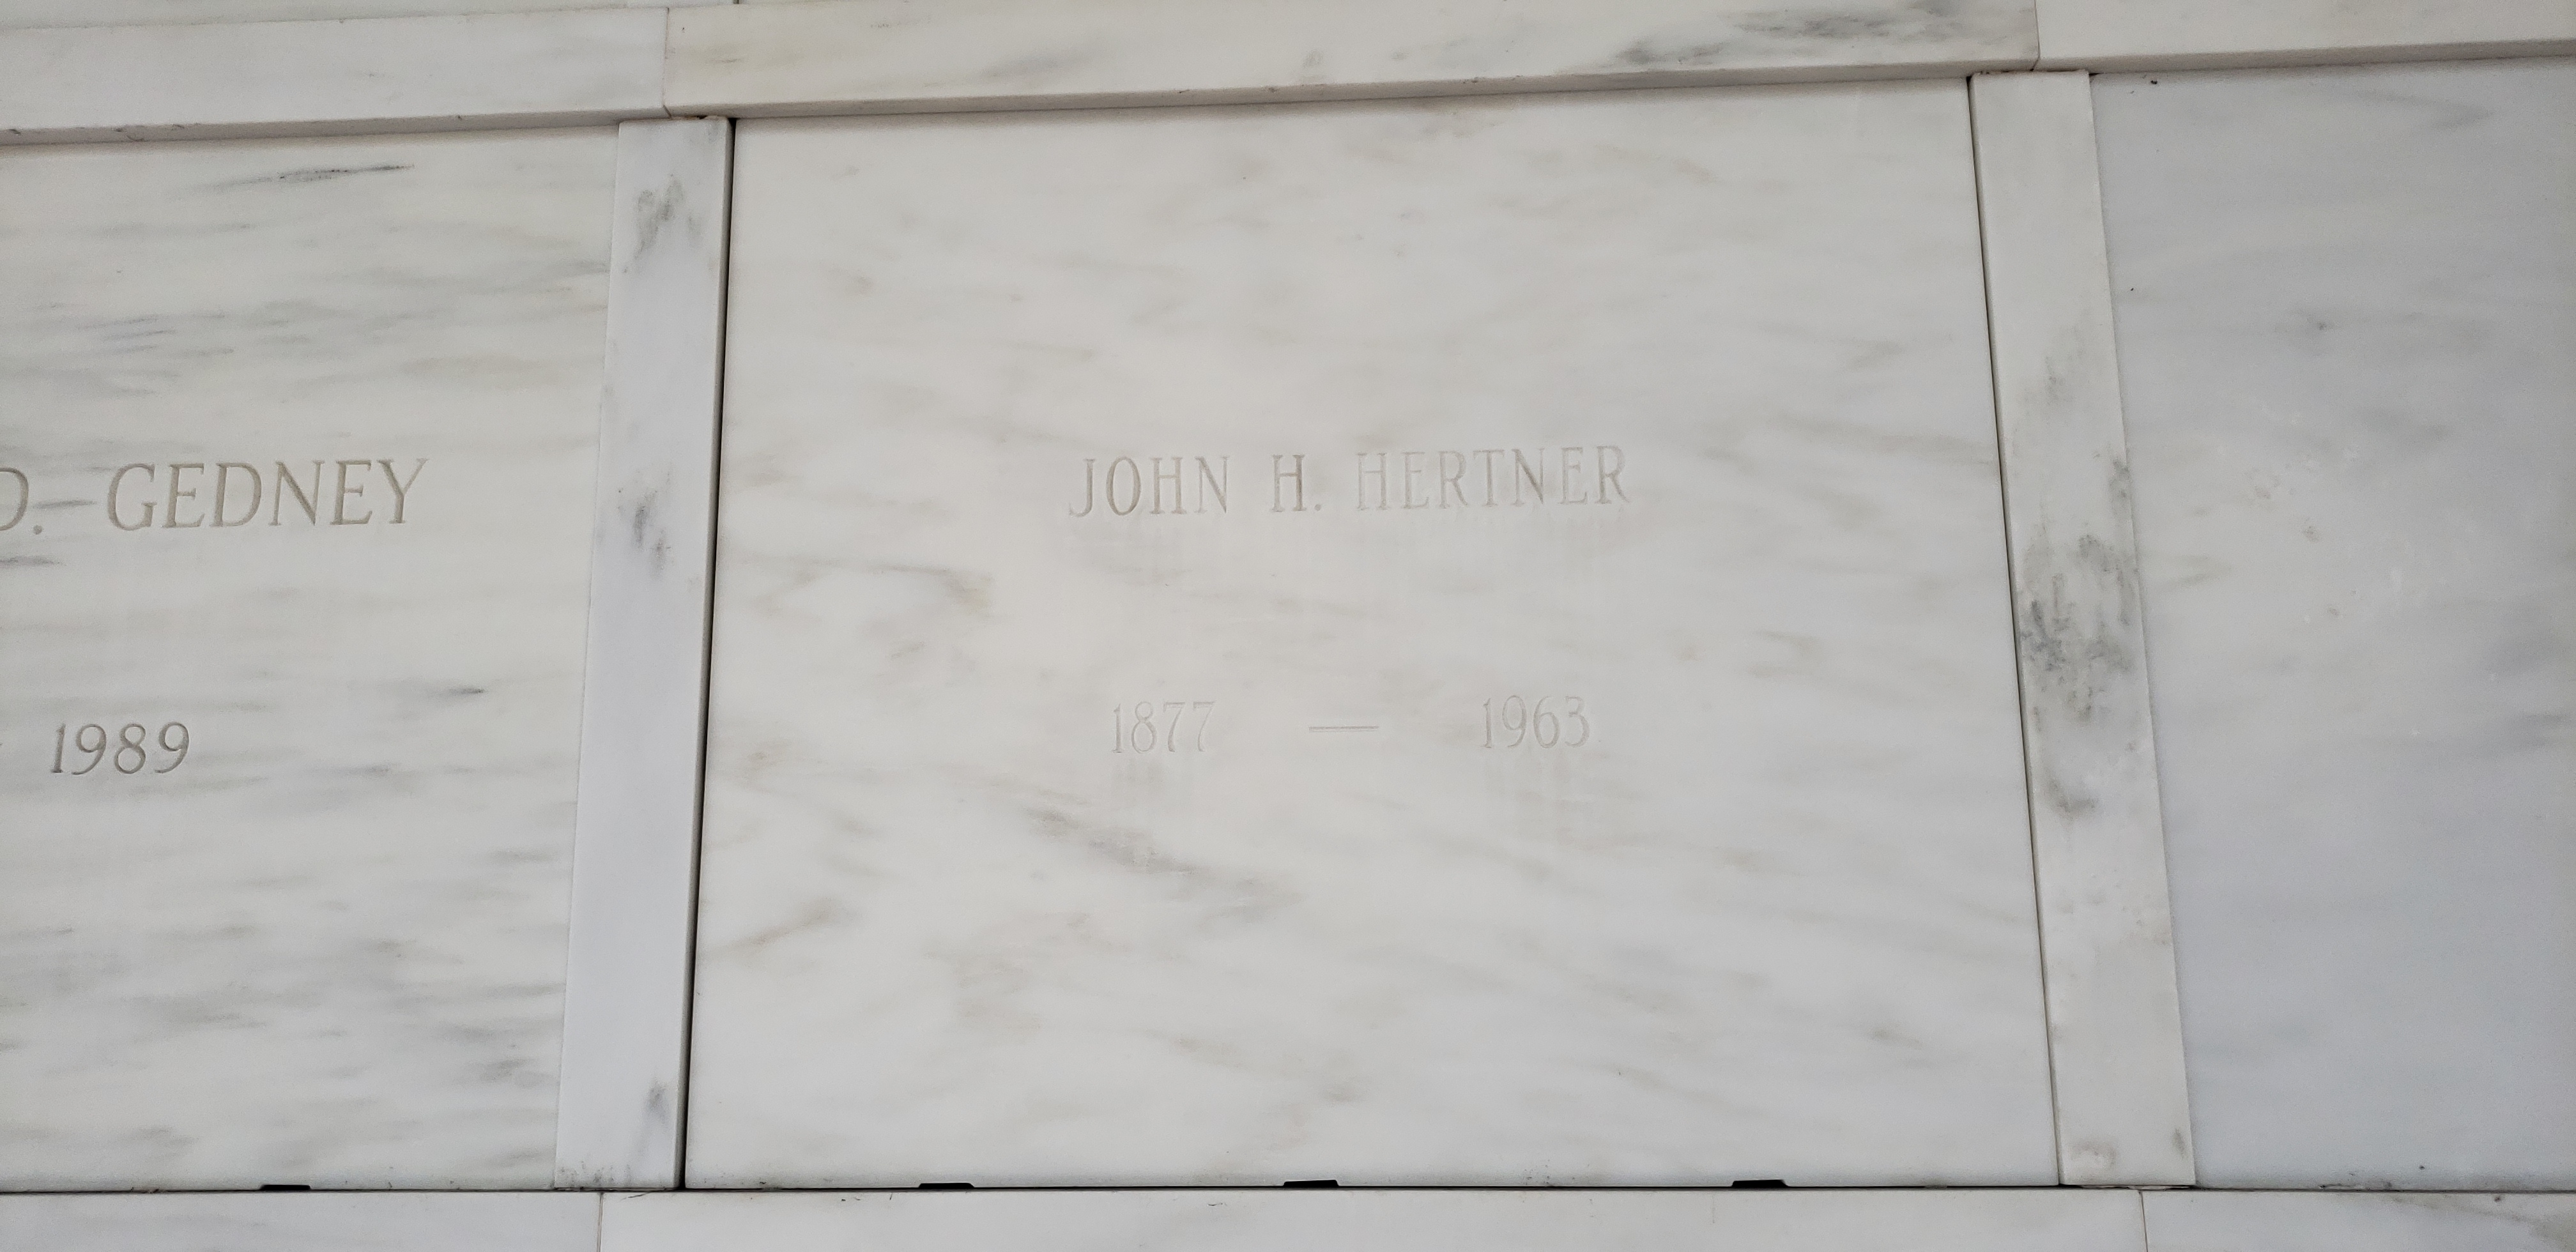 D. GEDNEY
1989
JOHN H. HERTNER
1877 — 1963